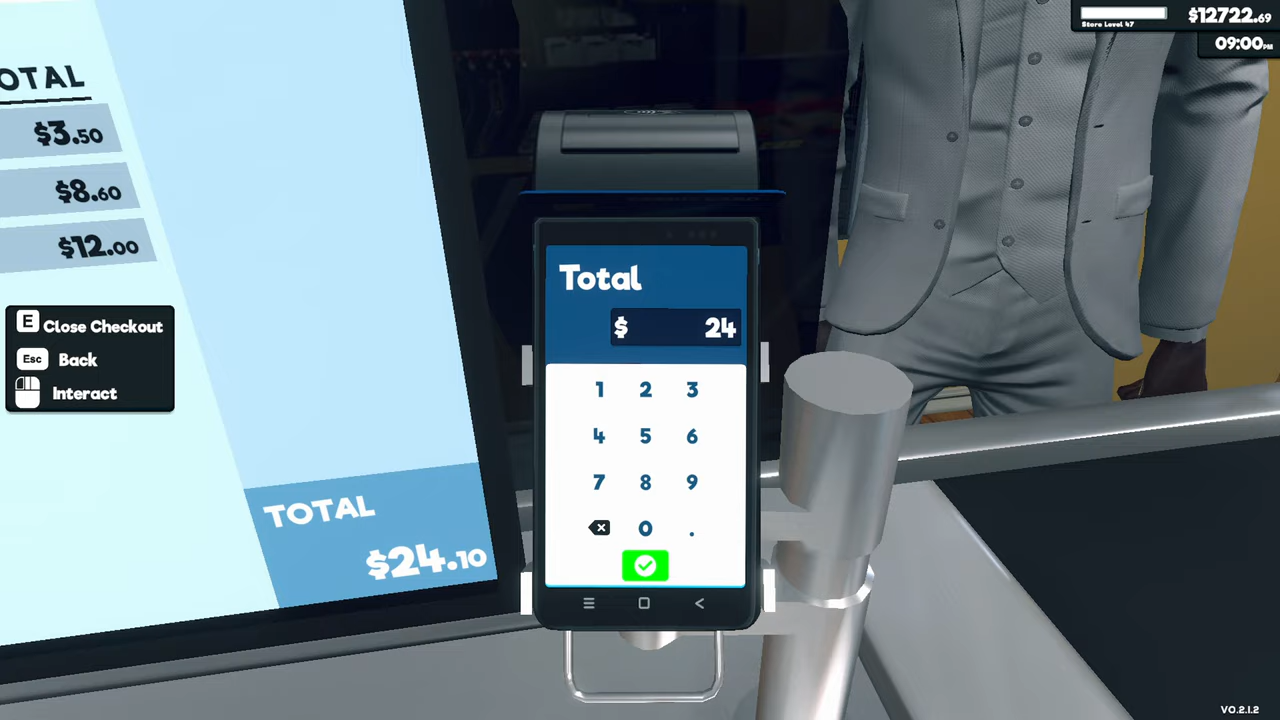 OTAL
$3.50
$8.60
$12.00
E Close Checkout
Esc Back
Interact
TOTAL
$24.10
Total
$ 24
1 2 3
4 5 6
7 8 9
0 .
Store Level 47
$12722.69
09:00PM
V0.2.1.2